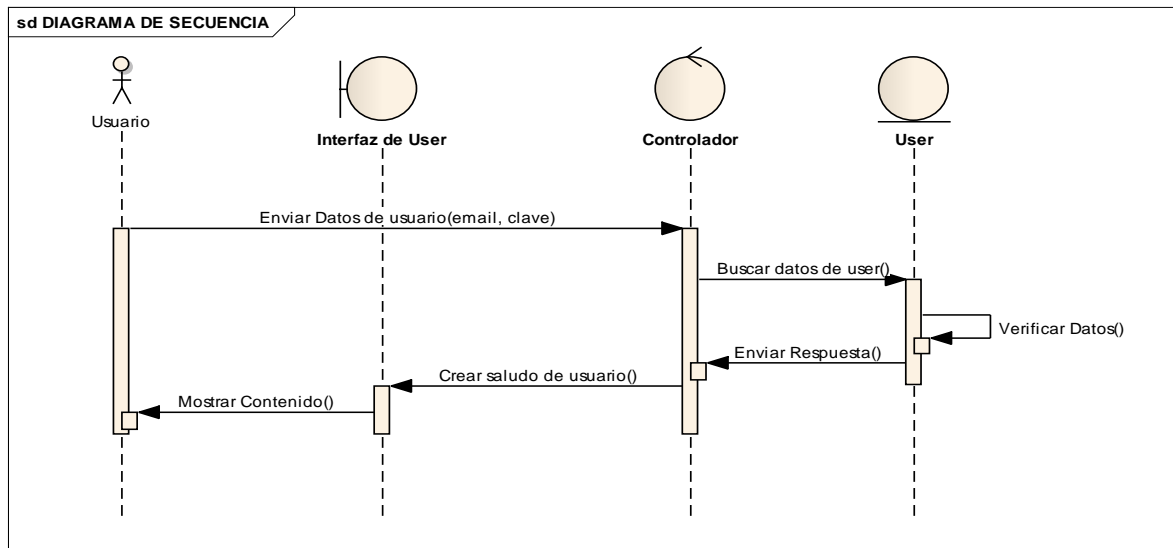 sd DIAGRAMA DE SECUENCIA
Usuario
Interfaz de User
Controlador
User
Enviar Datos de usuario(email, clave)
Buscar datos de user()
Verificar Datos()
Enviar Respuesta()
Crear saludo de usuario()
Mostrar Contenido()